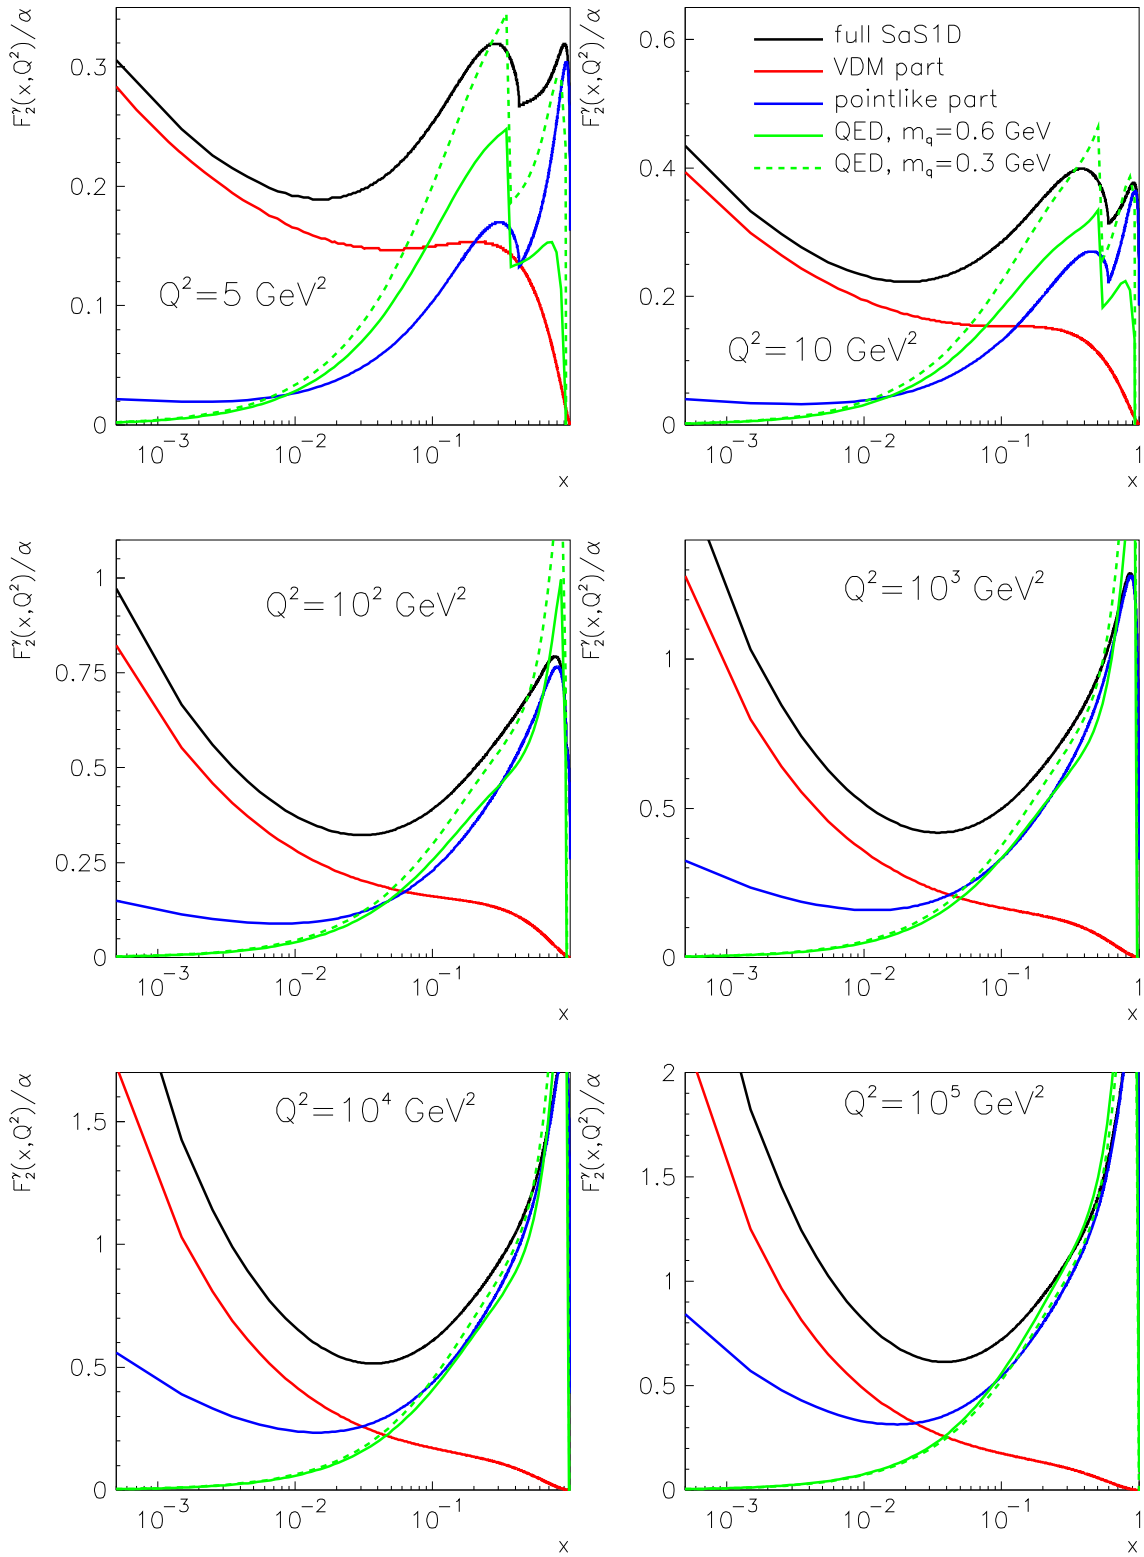 F₂^γ(x,Q²)/α
0.3
0.2
0.1
0
Q²=5 GeV²
10⁻³ 10⁻² 10⁻¹
x
F₂^γ(x,Q²)/α
0.6
0.4
0.2
0
full SaS1D
VDM part
pointlike part
QED, m_q=0.6 GeV
QED, m_q=0.3 GeV
Q²=10 GeV²
10⁻³ 10⁻² 10⁻¹ 1
x
F₂^γ(x,Q²)/α
1
0.75
0.5
0.25
0
Q²=10² GeV²
10⁻³ 10⁻² 10⁻¹
x
F₂^γ(x,Q²)/α
1
0.5
0
Q²=10³ GeV²
10⁻³ 10⁻² 10⁻¹ 1
x
F₂^γ(x,Q²)/α
1.5
1
0.5
0
Q²=10⁴ GeV²
10⁻³ 10⁻² 10⁻¹
x
F₂^γ(x,Q²)/α
2
1.5
1
0.5
0
Q²=10⁵ GeV²
10⁻³ 10⁻² 10⁻¹ 1
x